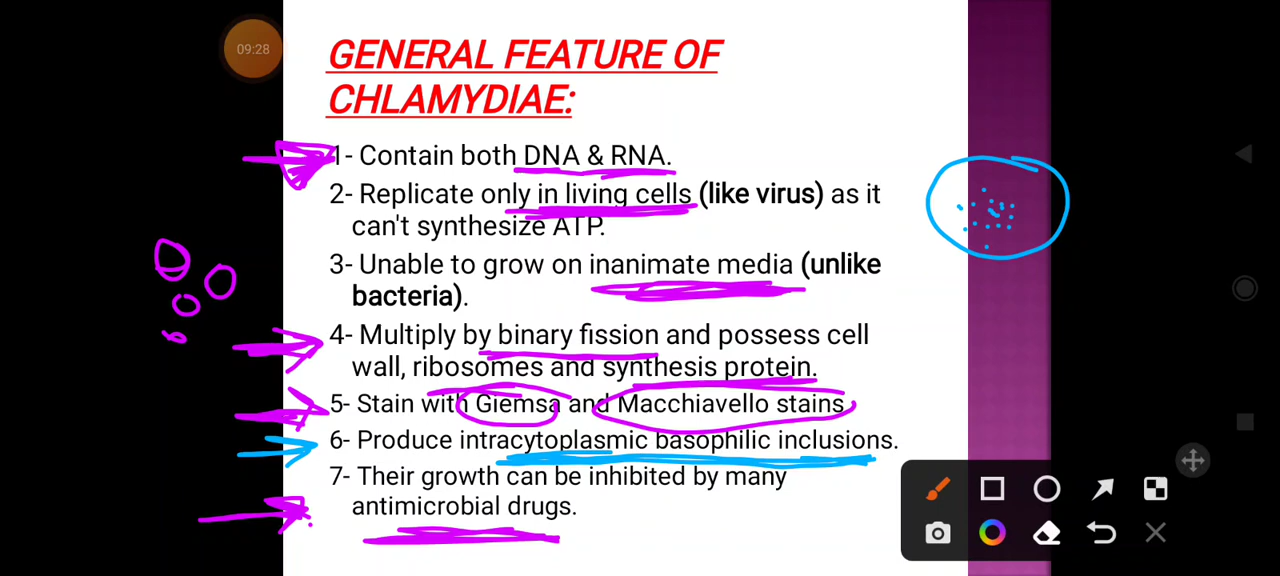 09:28
GENERAL FEATURE OF
CHLAMYDIAE:
1- Contain both DNA & RNA.
2- Replicate only in living cells (like virus) as it
can't synthesize ATP.
3- Unable to grow on inanimate media (unlike
bacteria).
4- Multiply by binary fission and possess cell
wall, ribosomes and synthesis protein.
5- Stain with Giemsa and Macchiavello stains.
6- Produce intracytoplasmic basophilic inclusions.
7- Their growth can be inhibited by many
antimicrobial drugs.